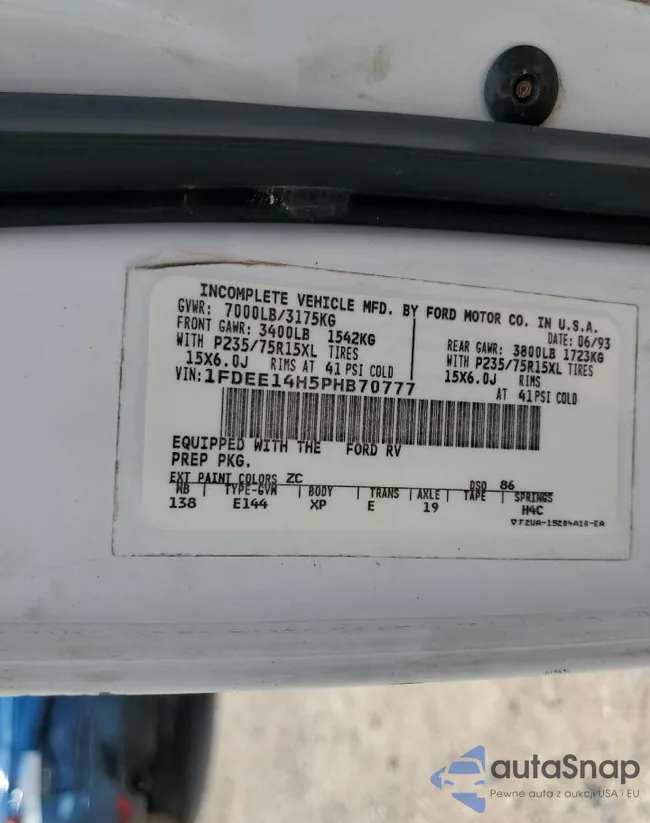 INCOMPLETE VEHICLE MFD. BY FORD MOTOR CO. IN U.S.A.
GVWR: 7000LB/3175KG
DATE: 06/93
FRONT GAWR: 3400LB 1542KG
REAR GAWR: 3800LB 1723KG
WITH P235/75R15XL TIRES
WITH P235/75R15XL TIRES
15X6.0J RIMS AT 41 PSI COLD
15X6.0J RIMS
AT 41PSI COLD
VIN:1FDEE14H5PHB70777
EQUIPPED WITH THE FORD RV
PREP PKG.
EXT PAINT COLORS ZC DSO 86
WB TYPE-GVW BODY TRANS AXLE TAPE SPRINGS
138 E144 XP E 19 H4C
F2UA-15204A10-EA
autaSnap
Pewne auta z aukcji USA i EU